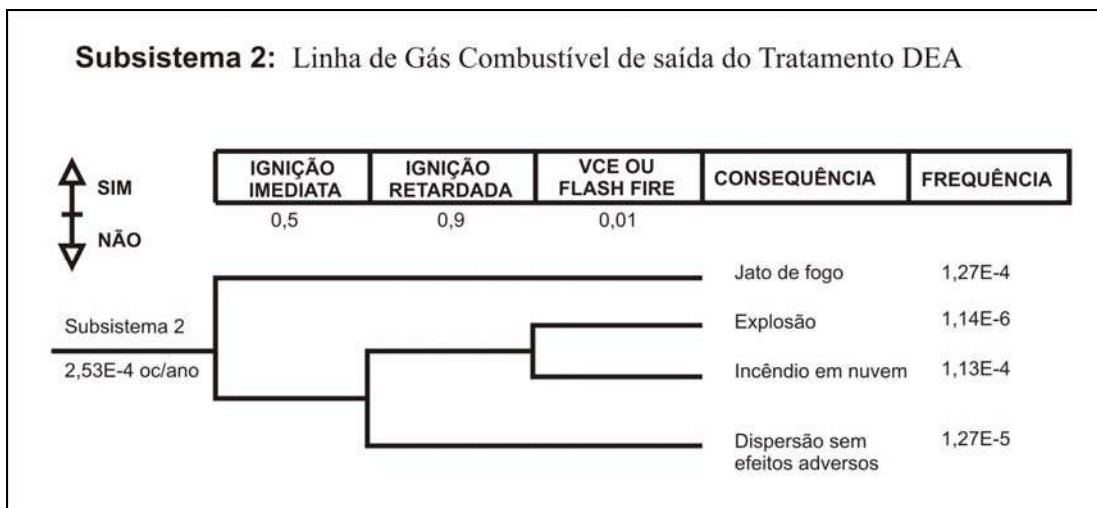 Subsistema 2: Linha de Gás Combustível de saída do Tratamento DEA
SIM
NÃO
IGNIÇÃO
IMEDIATA
IGNIÇÃO
RETARDADA
VCE OU
FLASH FIRE
CONSEQUÊNCIA
FREQUÊNCIA
0,5
0,9
0,01
Jato de fogo
1,27E-4
Subsistema 2
2,53E-4 oc/ano
Explosão
1,14E-6
Incêndio em nuvem
1,13E-4
Dispersão sem
efeitos adversos
1,27E-5